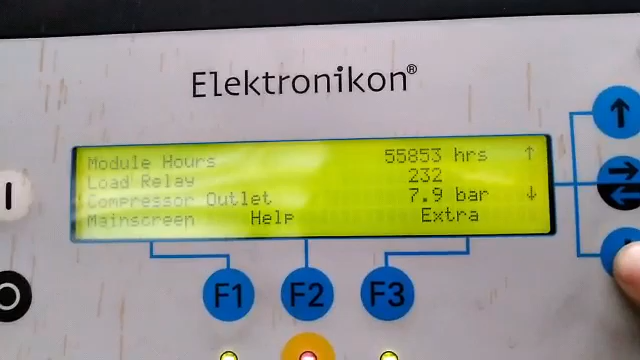 Elektronikon®
Module Hours 55853 hrs ↑
Load Relay 232
Compressor Outlet 7.9 bar ↓
Mainscreen Help Extra
F1 F2 F3
I
O